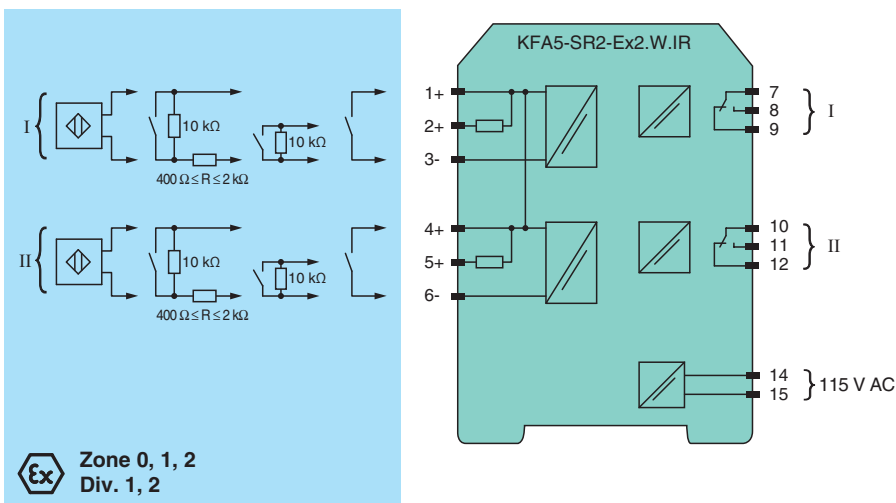 KFA5-SR2-Ex2.W.IR
I
10 kΩ
10 kΩ
400 Ω ≤ R ≤ 2 kΩ
1+
2+
3-
7
8
9
I
II
10 kΩ
10 kΩ
400 Ω ≤ R ≤ 2 kΩ
4+
5+
6-
10
11
12
II
14
15
115 V AC
Ex
Zone 0, 1, 2
Div. 1, 2